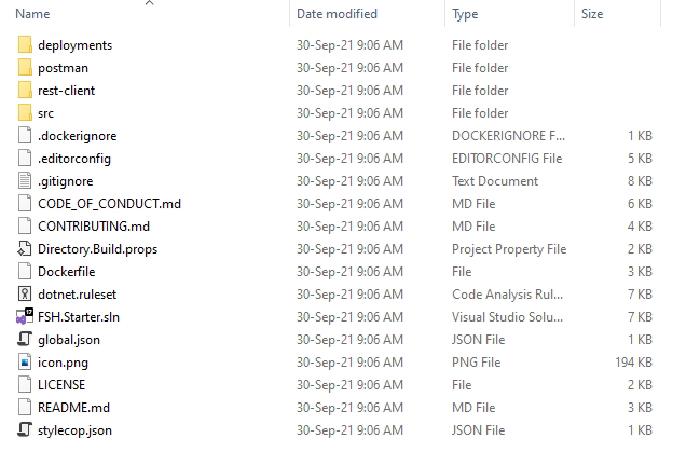 Name Date modified Type Size
deployments 30-Sep-21 9:06 AM File folder
postman 30-Sep-21 9:06 AM File folder
rest-client 30-Sep-21 9:06 AM File folder
src 30-Sep-21 9:06 AM File folder
.dockerignore 30-Sep-21 9:06 AM DOCKERIGNORE F... 1 KB
.editorconfig 30-Sep-21 9:06 AM EDITORCONFIG File 5 KB
.gitignore 30-Sep-21 9:06 AM Text Document 8 KB
CODE_OF_CONDUCT.md 30-Sep-21 9:06 AM MD File 6 KB
CONTRIBUTING.md 30-Sep-21 9:06 AM MD File 4 KB
Directory.Build.props 30-Sep-21 9:06 AM Project Property File 2 KB
Dockerfile 30-Sep-21 9:06 AM File 3 KB
dotnet.ruleset 30-Sep-21 9:06 AM Code Analysis Rul... 7 KB
FSH.Starter.sln 30-Sep-21 9:06 AM Visual Studio Solu... 7 KB
global.json 30-Sep-21 9:06 AM JSON File 1 KB
icon.png 30-Sep-21 9:06 AM PNG File 194 KB
LICENSE 30-Sep-21 9:06 AM File 2 KB
README.md 30-Sep-21 9:06 AM MD File 3 KB
stylecop.json 30-Sep-21 9:06 AM JSON File 1 KB